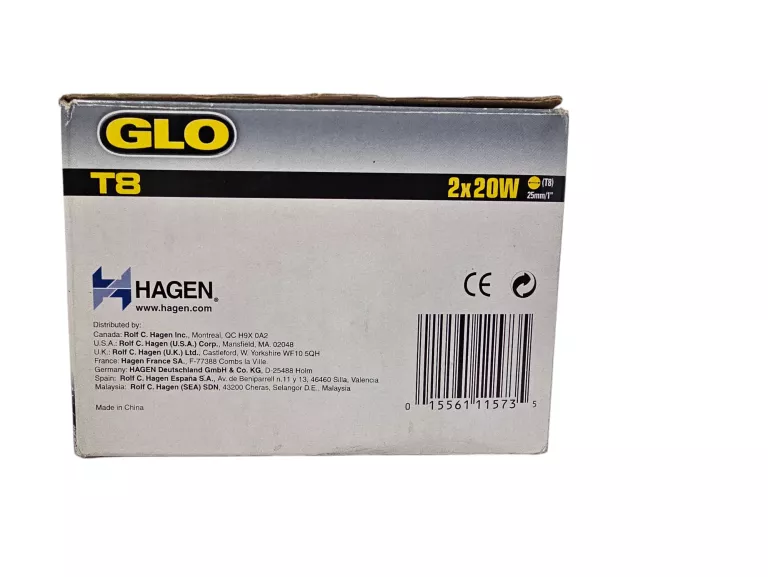 GLO
T8
2x20W (T8)
25mm/1"
HAGEN®
www.hagen.com
CE
Distributed by:
Canada: Rolf C. Hagen Inc., Montreal, QC H9X 0A2
U.S.A.: Rolf C. Hagen (U.S.A.) Corp., Mansfield, MA. 02048
U.K.: Rolf C. Hagen (U.K.) Ltd., Castleford, W. Yorkshire WF10 5QH
France: Hagen France SA., F-77388 Combs la Ville.
Germany: HAGEN Deutschland GmbH & Co. KG, D-25488 Holm
Spain: Rolf C. Hagen España S.A., Av. de Beniparrell n.11 y 13, 46460 Silla, Valencia
Malaysia: Rolf C. Hagen (SEA) SDN, 43200 Cheras, Selangor D.E., Malaysia
Made in China
0 15561 11573 5